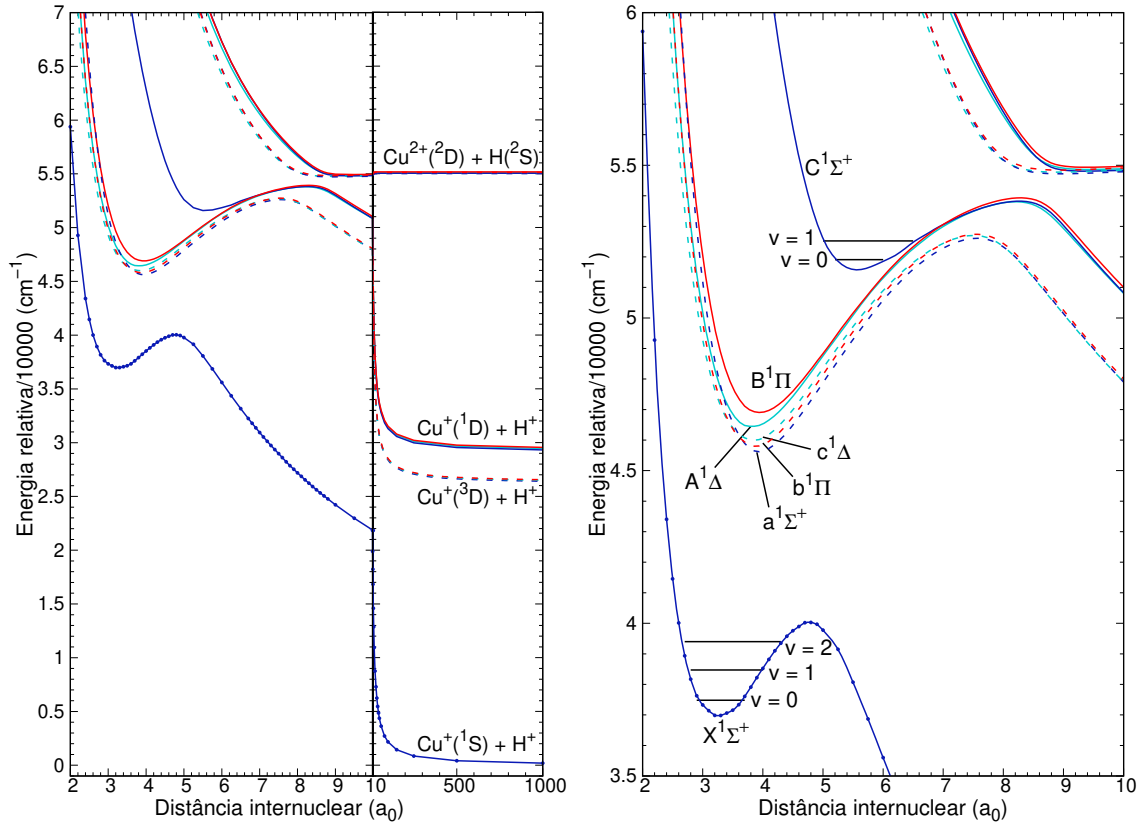 7
6.5
6
5.5
5
4.5
4
3.5
3
2.5
2
1.5
1
0.5
0
Energia relativa/10000 (cm⁻¹)
2 3 4 5 6 7 8 9 10
10 500 1000
Distância internuclear (a₀)
Cu²⁺(²D) + H(²S)
Cu⁺(¹D) + H⁺
Cu⁺(³D) + H⁺
Cu⁺(¹S) + H⁺
6
5.5
5
4.5
4
3.5
Energia relativa/10000 (cm⁻¹)
2 3 4 5 6 7 8 9 10
Distância internuclear (a₀)
C¹Σ⁺
v = 1
v = 0
B¹Π
A¹Δ
c¹Δ
b¹Π
a¹Σ⁺
v = 2
v = 1
v = 0
X¹Σ⁺